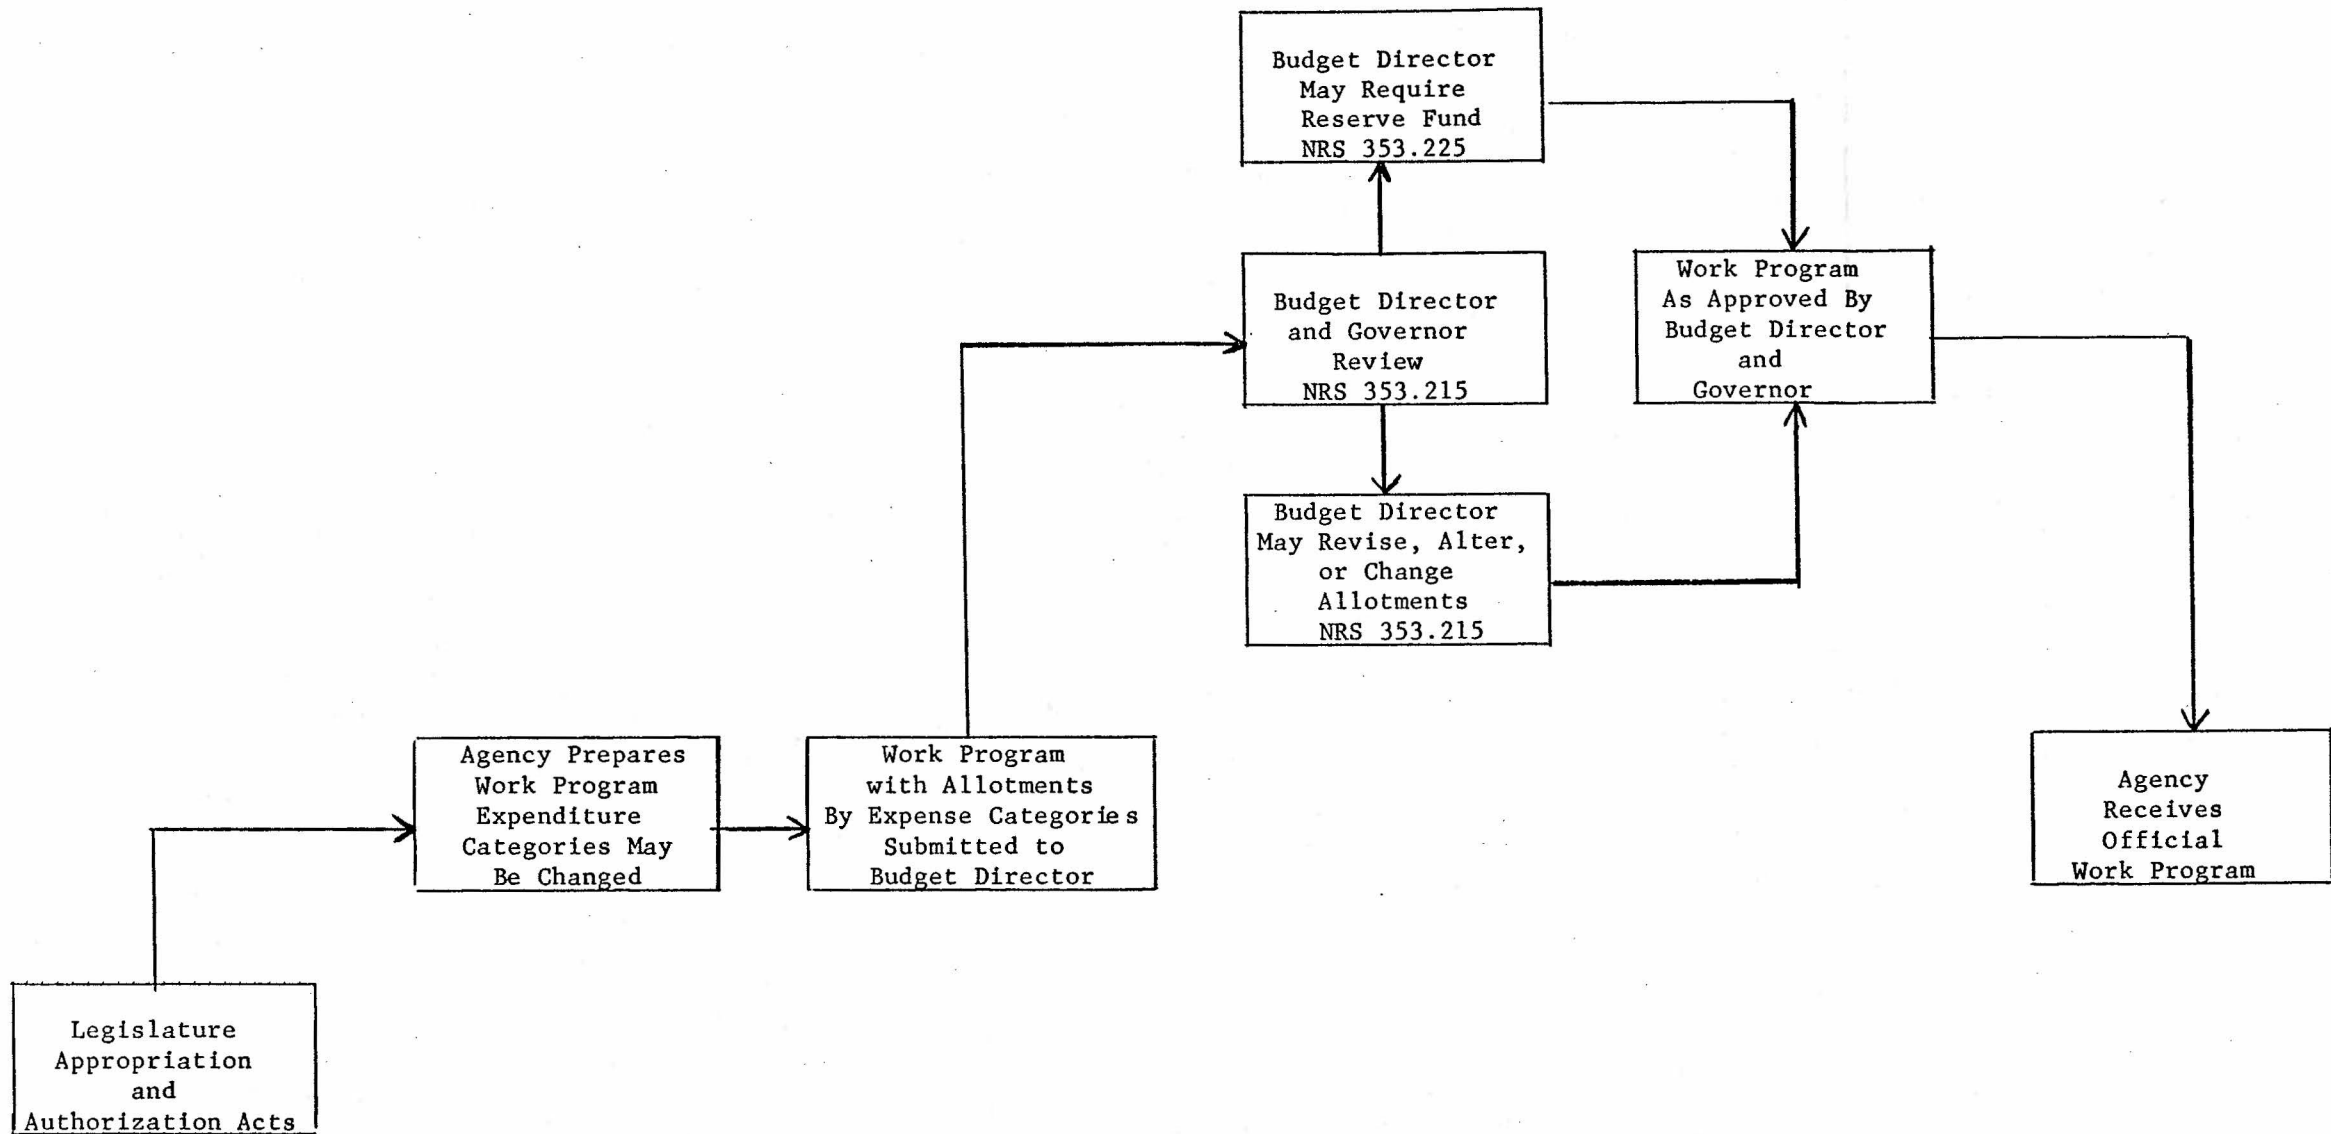 Budget Director
May Require
Reserve Fund
NRS 353.225
Budget Director
and Governor
Review
NRS 353.215
Work Program
As Approved By
Budget Director
and
Governor
Budget Director
May Revise, Alter,
or Change
Allotments
NRS 353.215
Agency Prepares
Work Program
Expenditure
Categories May
Be Changed
Work Program
with Allotments
By Expense Categories
Submitted to
Budget Director
Agency
Receives
Official
Work Program
Legislature
Appropriation
and
Authorization Acts